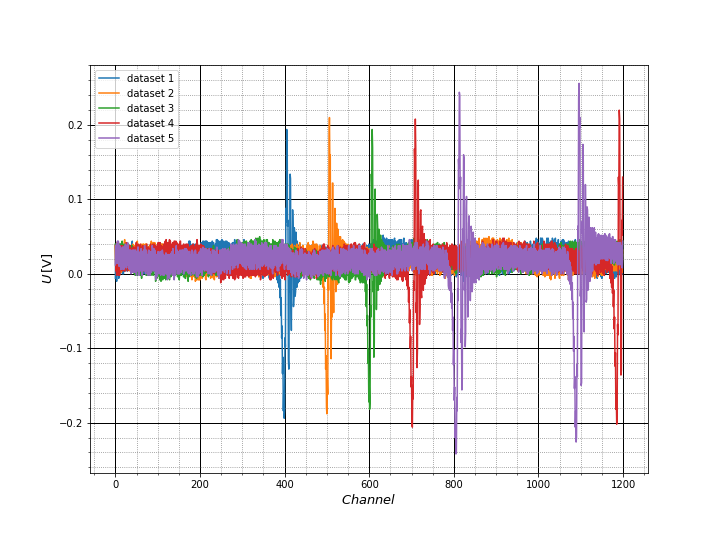 dataset 1
dataset 2
dataset 3
dataset 4
dataset 5
U [V]
0.2
0.1
0.0
−0.1
−0.2
0 200 400 600 800 1000 1200
Channel